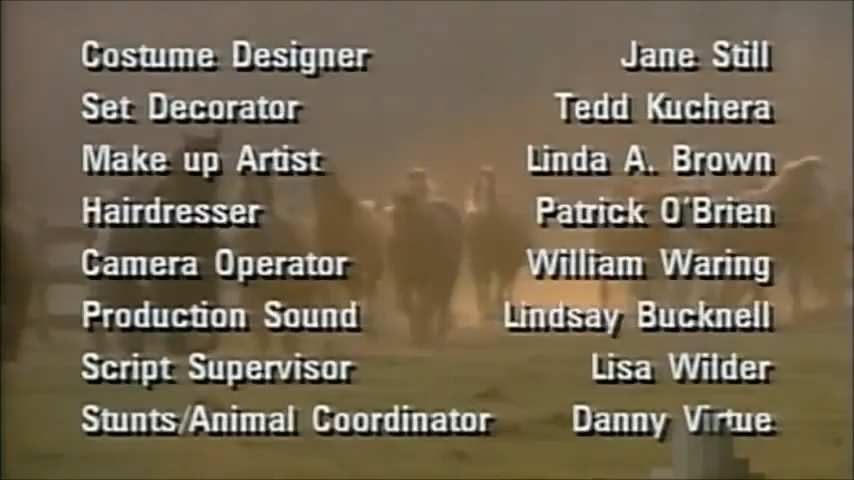 Costume Designer Jane Still
Set Decorator Tedd Kuchera
Make up Artist Linda A. Brown
Hairdresser Patrick O'Brien
Camera Operator William Waring
Production Sound Lindsay Bucknell
Script Supervisor Lisa Wilder
Stunts/Animal Coordinator Danny Virtue